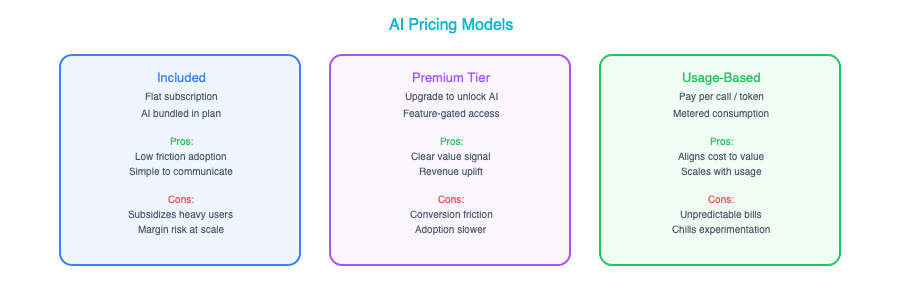 AI Pricing Models
Included
Flat subscription
AI bundled in plan
Pros:
Low friction adoption
Simple to communicate
Cons:
Subsidizes heavy users
Margin risk at scale
Premium Tier
Upgrade to unlock AI
Feature-gated access
Pros:
Clear value signal
Revenue uplift
Cons:
Conversion friction
Adoption slower
Usage-Based
Pay per call / token
Metered consumption
Pros:
Aligns cost to value
Scales with usage
Cons:
Unpredictable bills
Chills experimentation